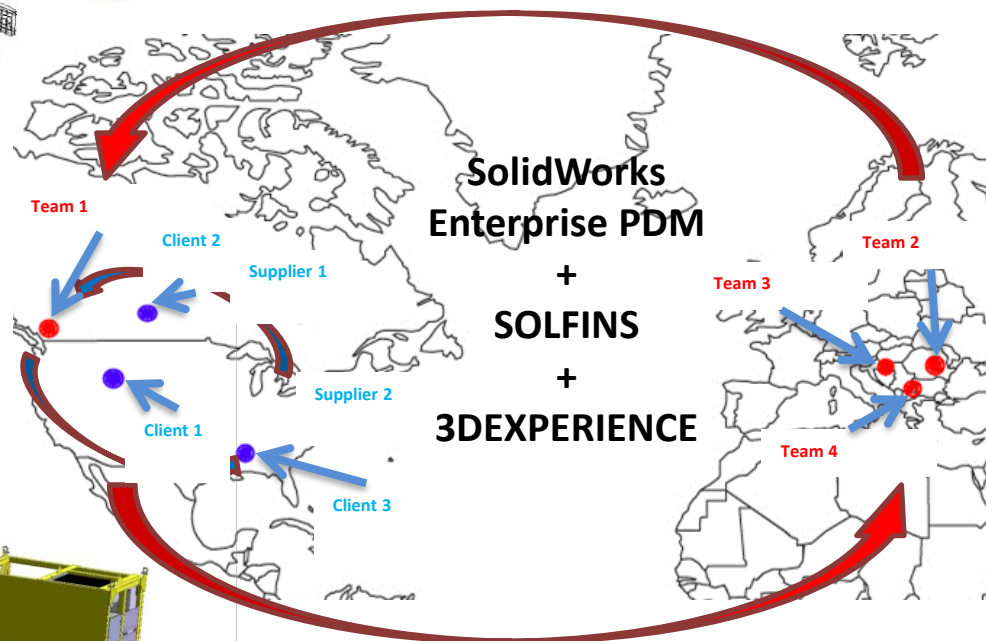 SolidWorks
Enterprise PDM
+
SOLFINS
+
3DEXPERIENCE
Team 1
Client 2
Supplier 1
Supplier 2
Client 1
Client 3
Team 2
Team 3
Team 4